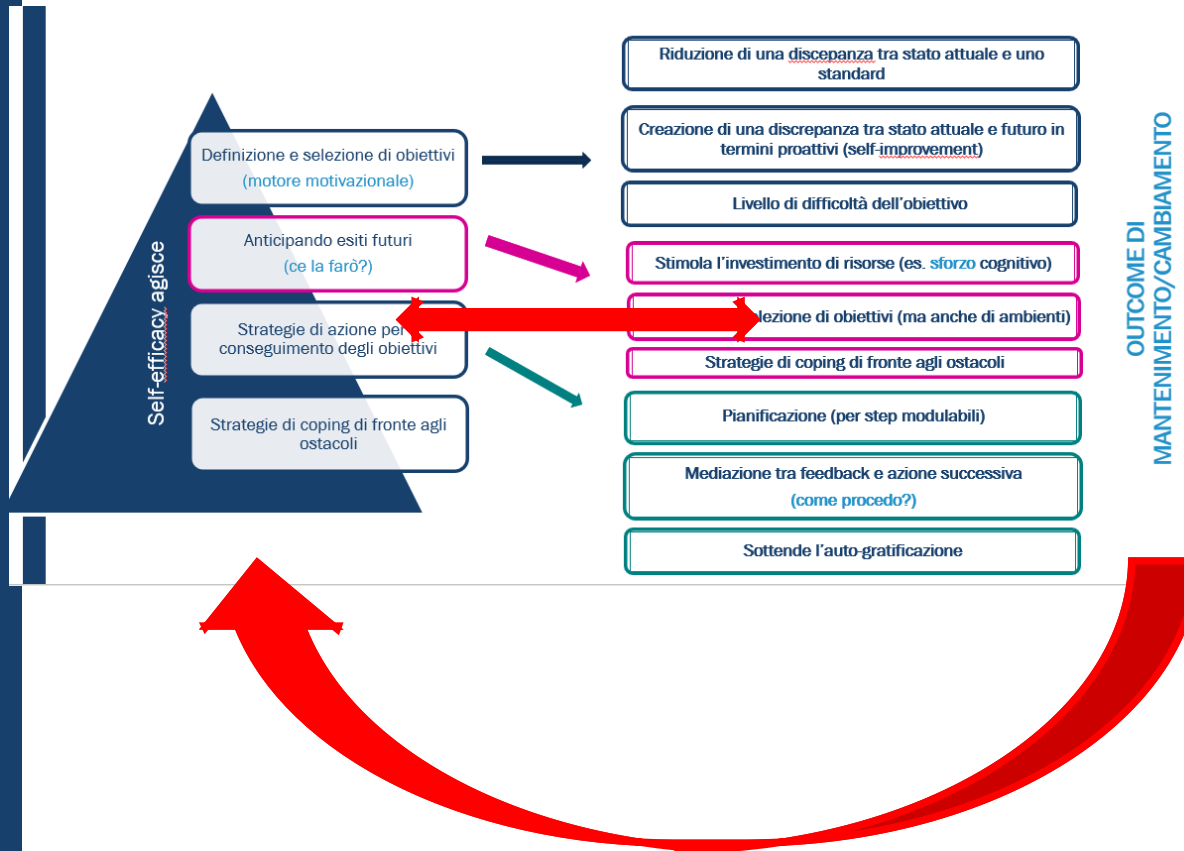 Self-efficacy agisce
Definizione e selezione di obiettivi
(motore motivazionale)
Anticipando esiti futuri
(ce la farò?)
Strategie di azione per
conseguimento degli obiettivi
Strategie di coping di fronte agli
ostacoli
Riduzione di una discepanza tra stato attuale e uno
standard
Creazione di una discrepanza tra stato attuale e futuro in
termini proattivi (self-improvement)
Livello di difficoltà dell'obiettivo
Stimola l'investimento di risorse (es. sforzo cognitivo)
di obiettivi (ma anche di ambienti)
Strategie di coping di fronte agli ostacoli
Pianificazione (per step modulabili)
Mediazione tra feedback e azione successiva
(come procedo?)
Sottende l'auto-gratificazione
OUTCOME DI
MANTENIMENTO/CAMBIAMENTO